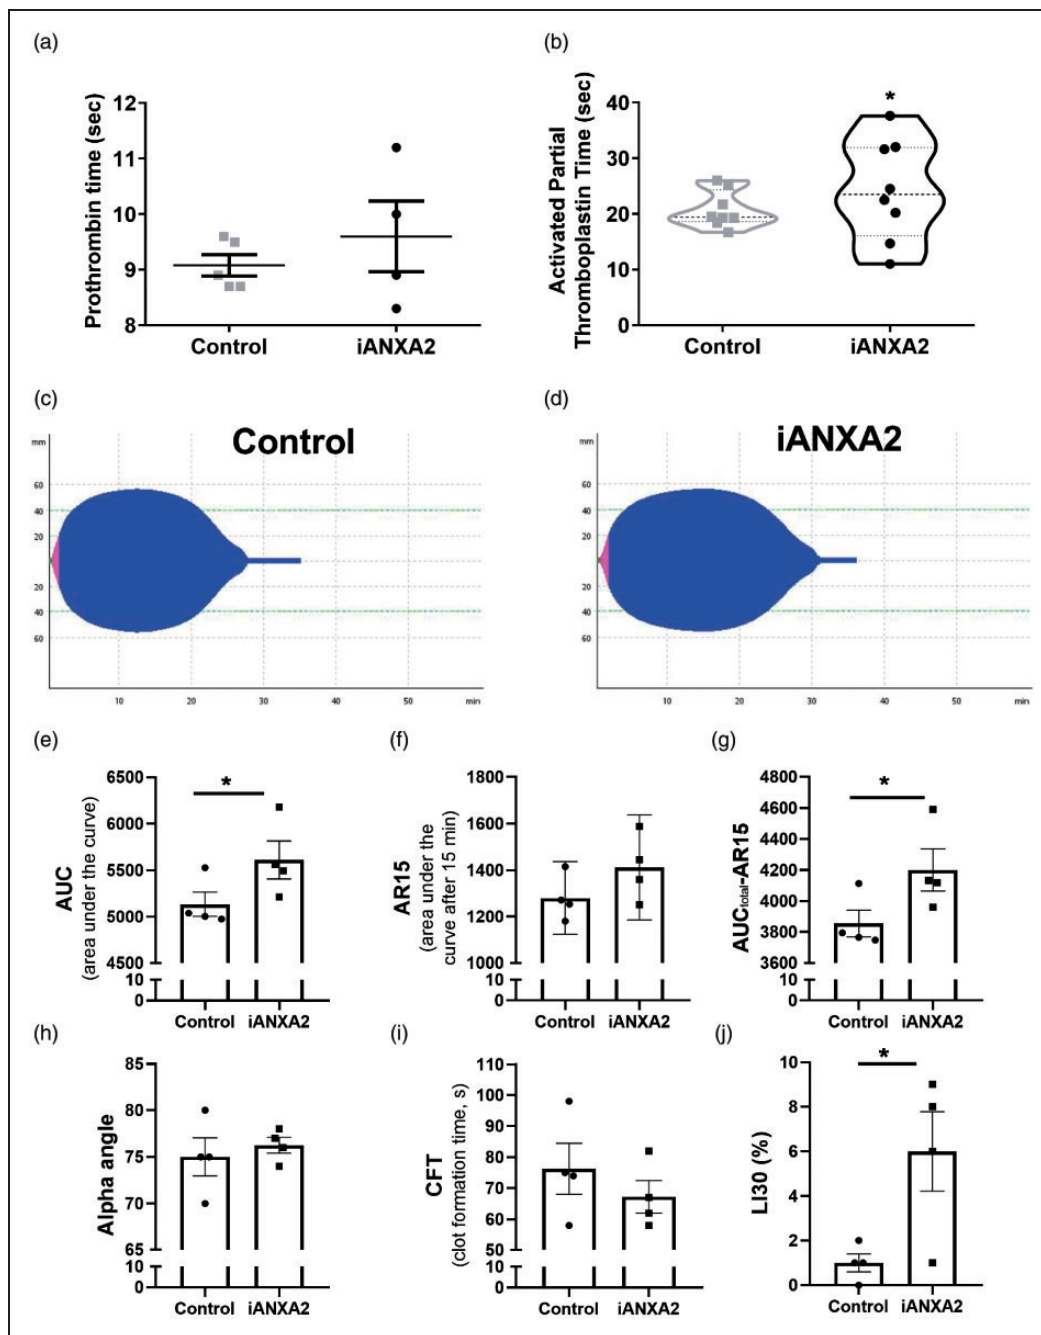 (a)
Prothrombin time (sec)
12
11
10
9
8
Control
iANXA2
(b)
Activated Partial
Thromboplastin Time (sec)
40
30
20
10
0
*
Control
iANXA2
(c)
Control
mm
60
40
20
20
40
60
10
20
30
40
50
min
(d)
iANXA2
mm
60
40
20
20
40
60
10
20
30
40
50
min
(e)
AUC
(area under the curve)
6500
6000
5500
5000
4500
10
0
*
Control
iANXA2
(f)
AR15
(area under the
curve after 15 min)
1800
1600
1400
1200
1000
10
0
Control
iANXA2
(g)
AUCtotal-AR15
4800
4600
4400
4200
4000
3800
3600
10
0
*
Control
iANXA2
(h)
Alpha angle
85
80
75
70
65
10
0
Control
iANXA2
(i)
CFT
(clot formation time, s)
110
100
90
80
70
60
50
10
0
Control
iANXA2
(j)
LI30 (%)
10
8
6
4
2
0
*
Control
iANXA2